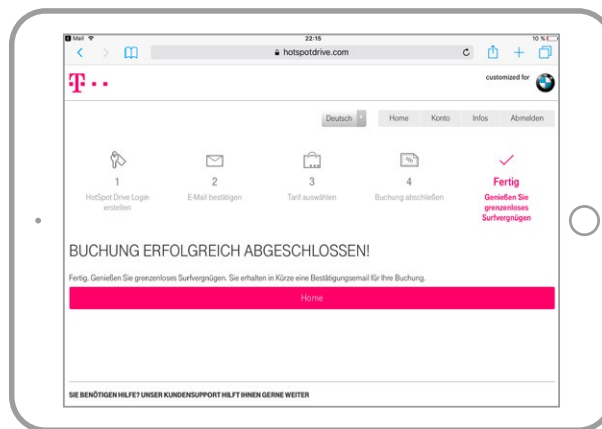 Mail
22:15
10 %
hotspotdrive.com
T
customized for
BMW
Deutsch
Home Konto Infos Abmelden
1
HotSpot Drive Login
erstellen
2
E-Mail bestätigen
3
Tarif auswählen
%
4
Buchung abschließen
Fertig
Genießen Sie
grenzenloses
Surfvergnügen
BUCHUNG ERFOLGREICH ABGESCHLOSSEN!
Fertig. Genießen Sie grenzenloses Surfvergnügen. Sie erhalten in Kürze eine Bestätigungsemail für Ihre Buchung.
Home
SIE BENÖTIGEN HILFE? UNSER KUNDENSUPPORT HILFT IHNEN GERNE WEITER